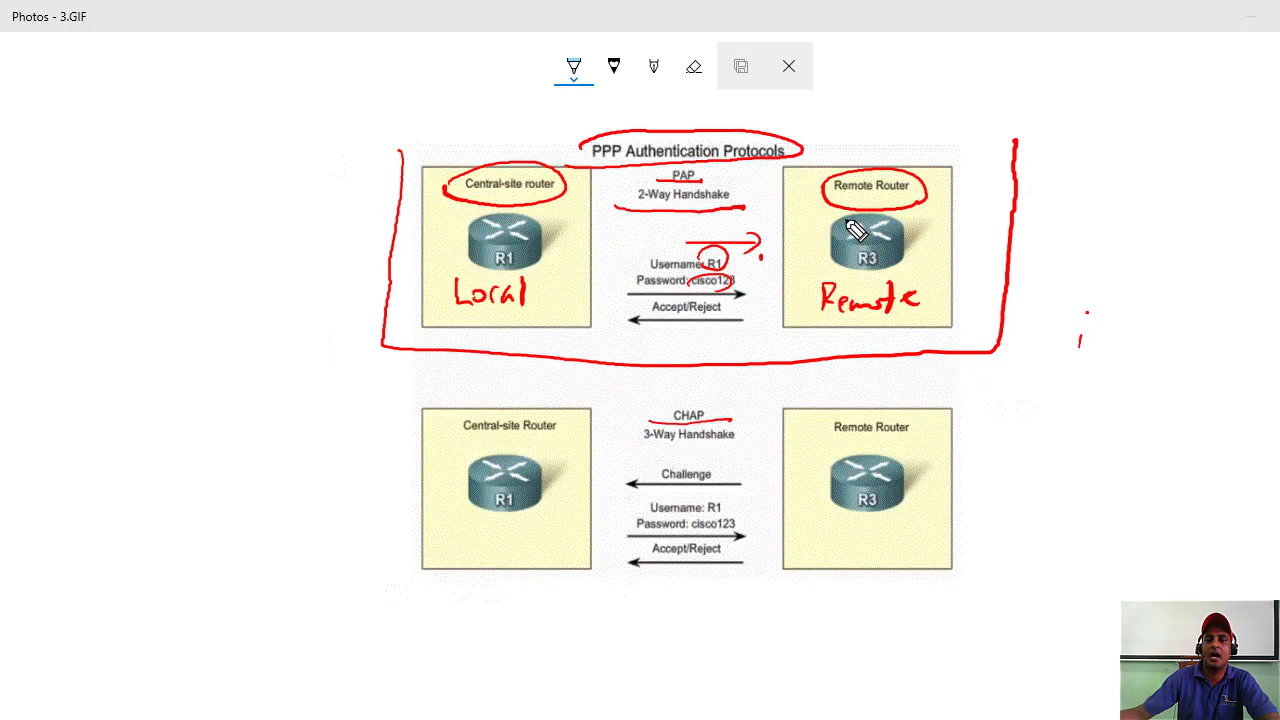 Photos - 3.GIF
PPP Authentication Protocols
Central-site router
PAP
2-Way Handshake
Remote Router
R1
Username: R1
Password: cisco123
Accept/Reject
R3
Local
Remote
Central-site Router
CHAP
3-Way Handshake
Remote Router
R1
Challenge
Username: R1
Password: cisco123
Accept/Reject
R3